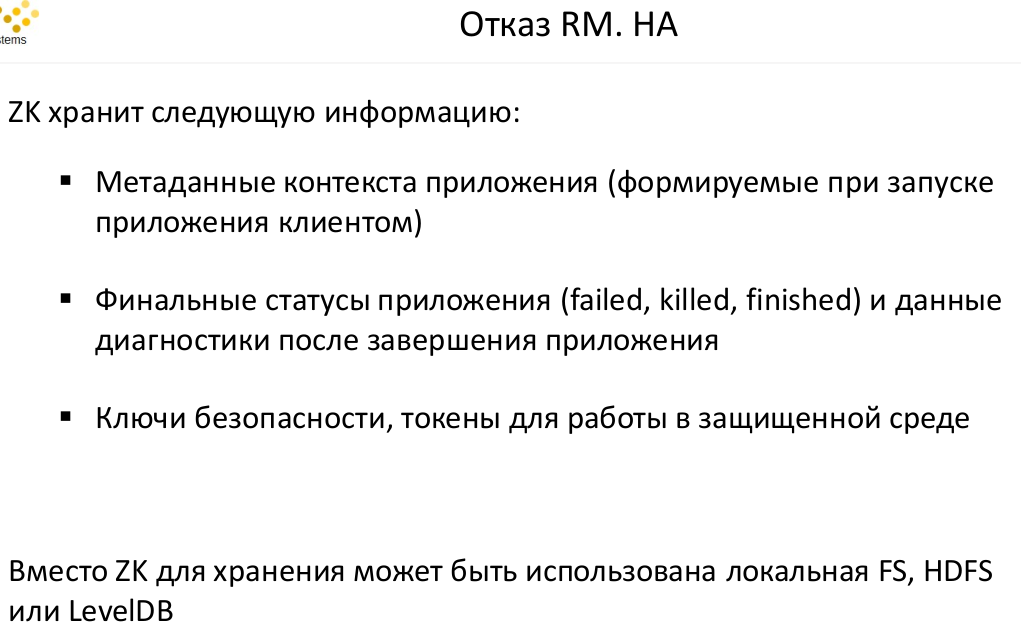 stems
Отказ RM. HA
ZK хранит следующую информацию:
▪ Метаданные контекста приложения (формируемые при запуске
приложения клиентом)
▪ Финальные статусы приложения (failed, killed, finished) и данные
диагностики после завершения приложения
▪ Ключи безопасности, токены для работы в защищенной среде
Вместо ZK для хранения может быть использована локальная FS, HDFS
или LevelDB